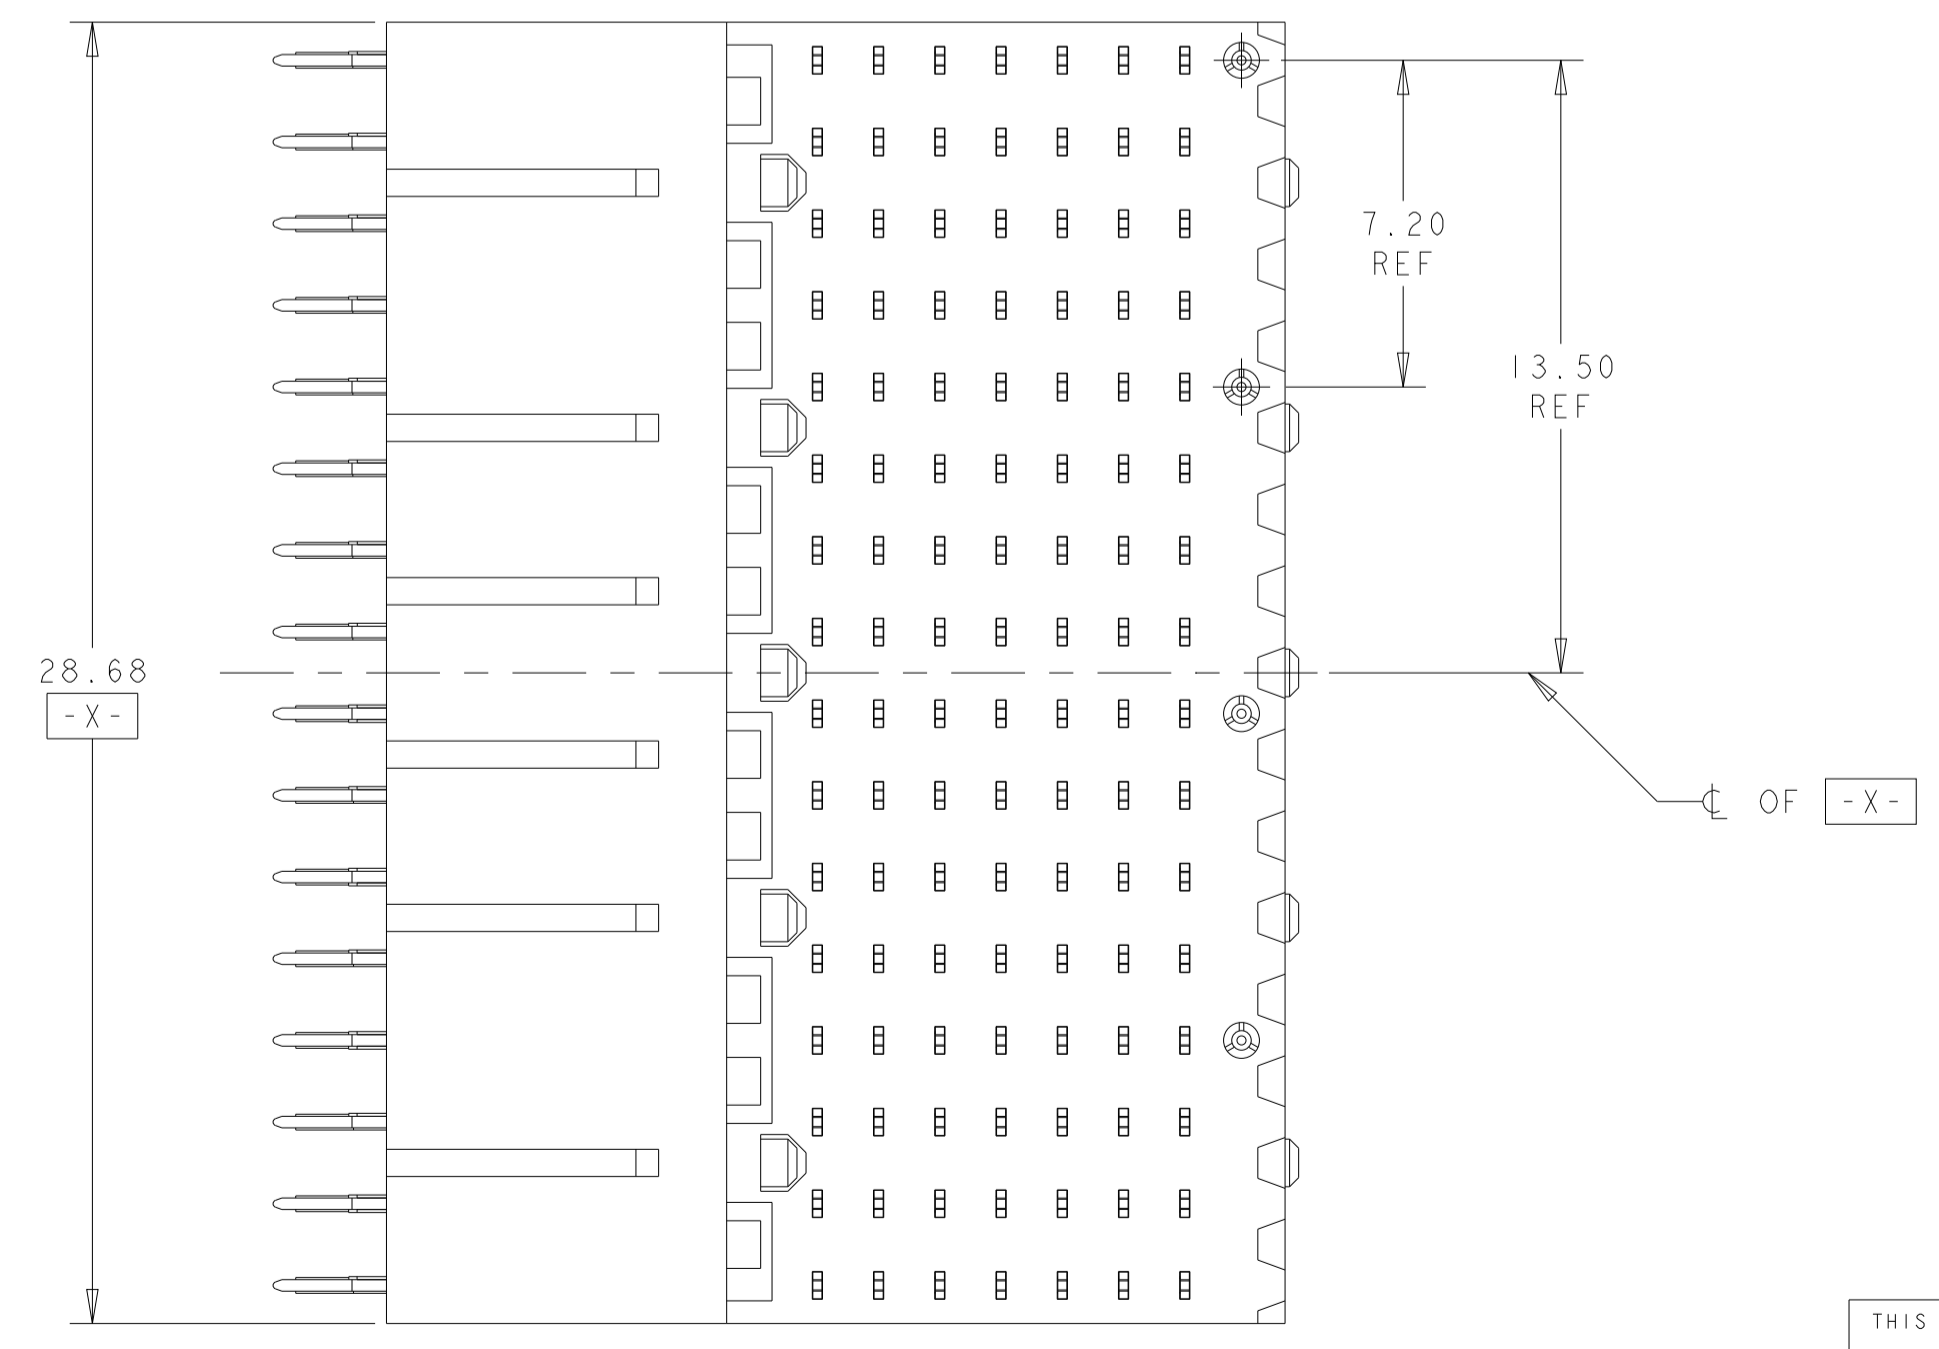 7.20
REF
13.50
REF
28.68
-X-
℄ OF -X-
THIS